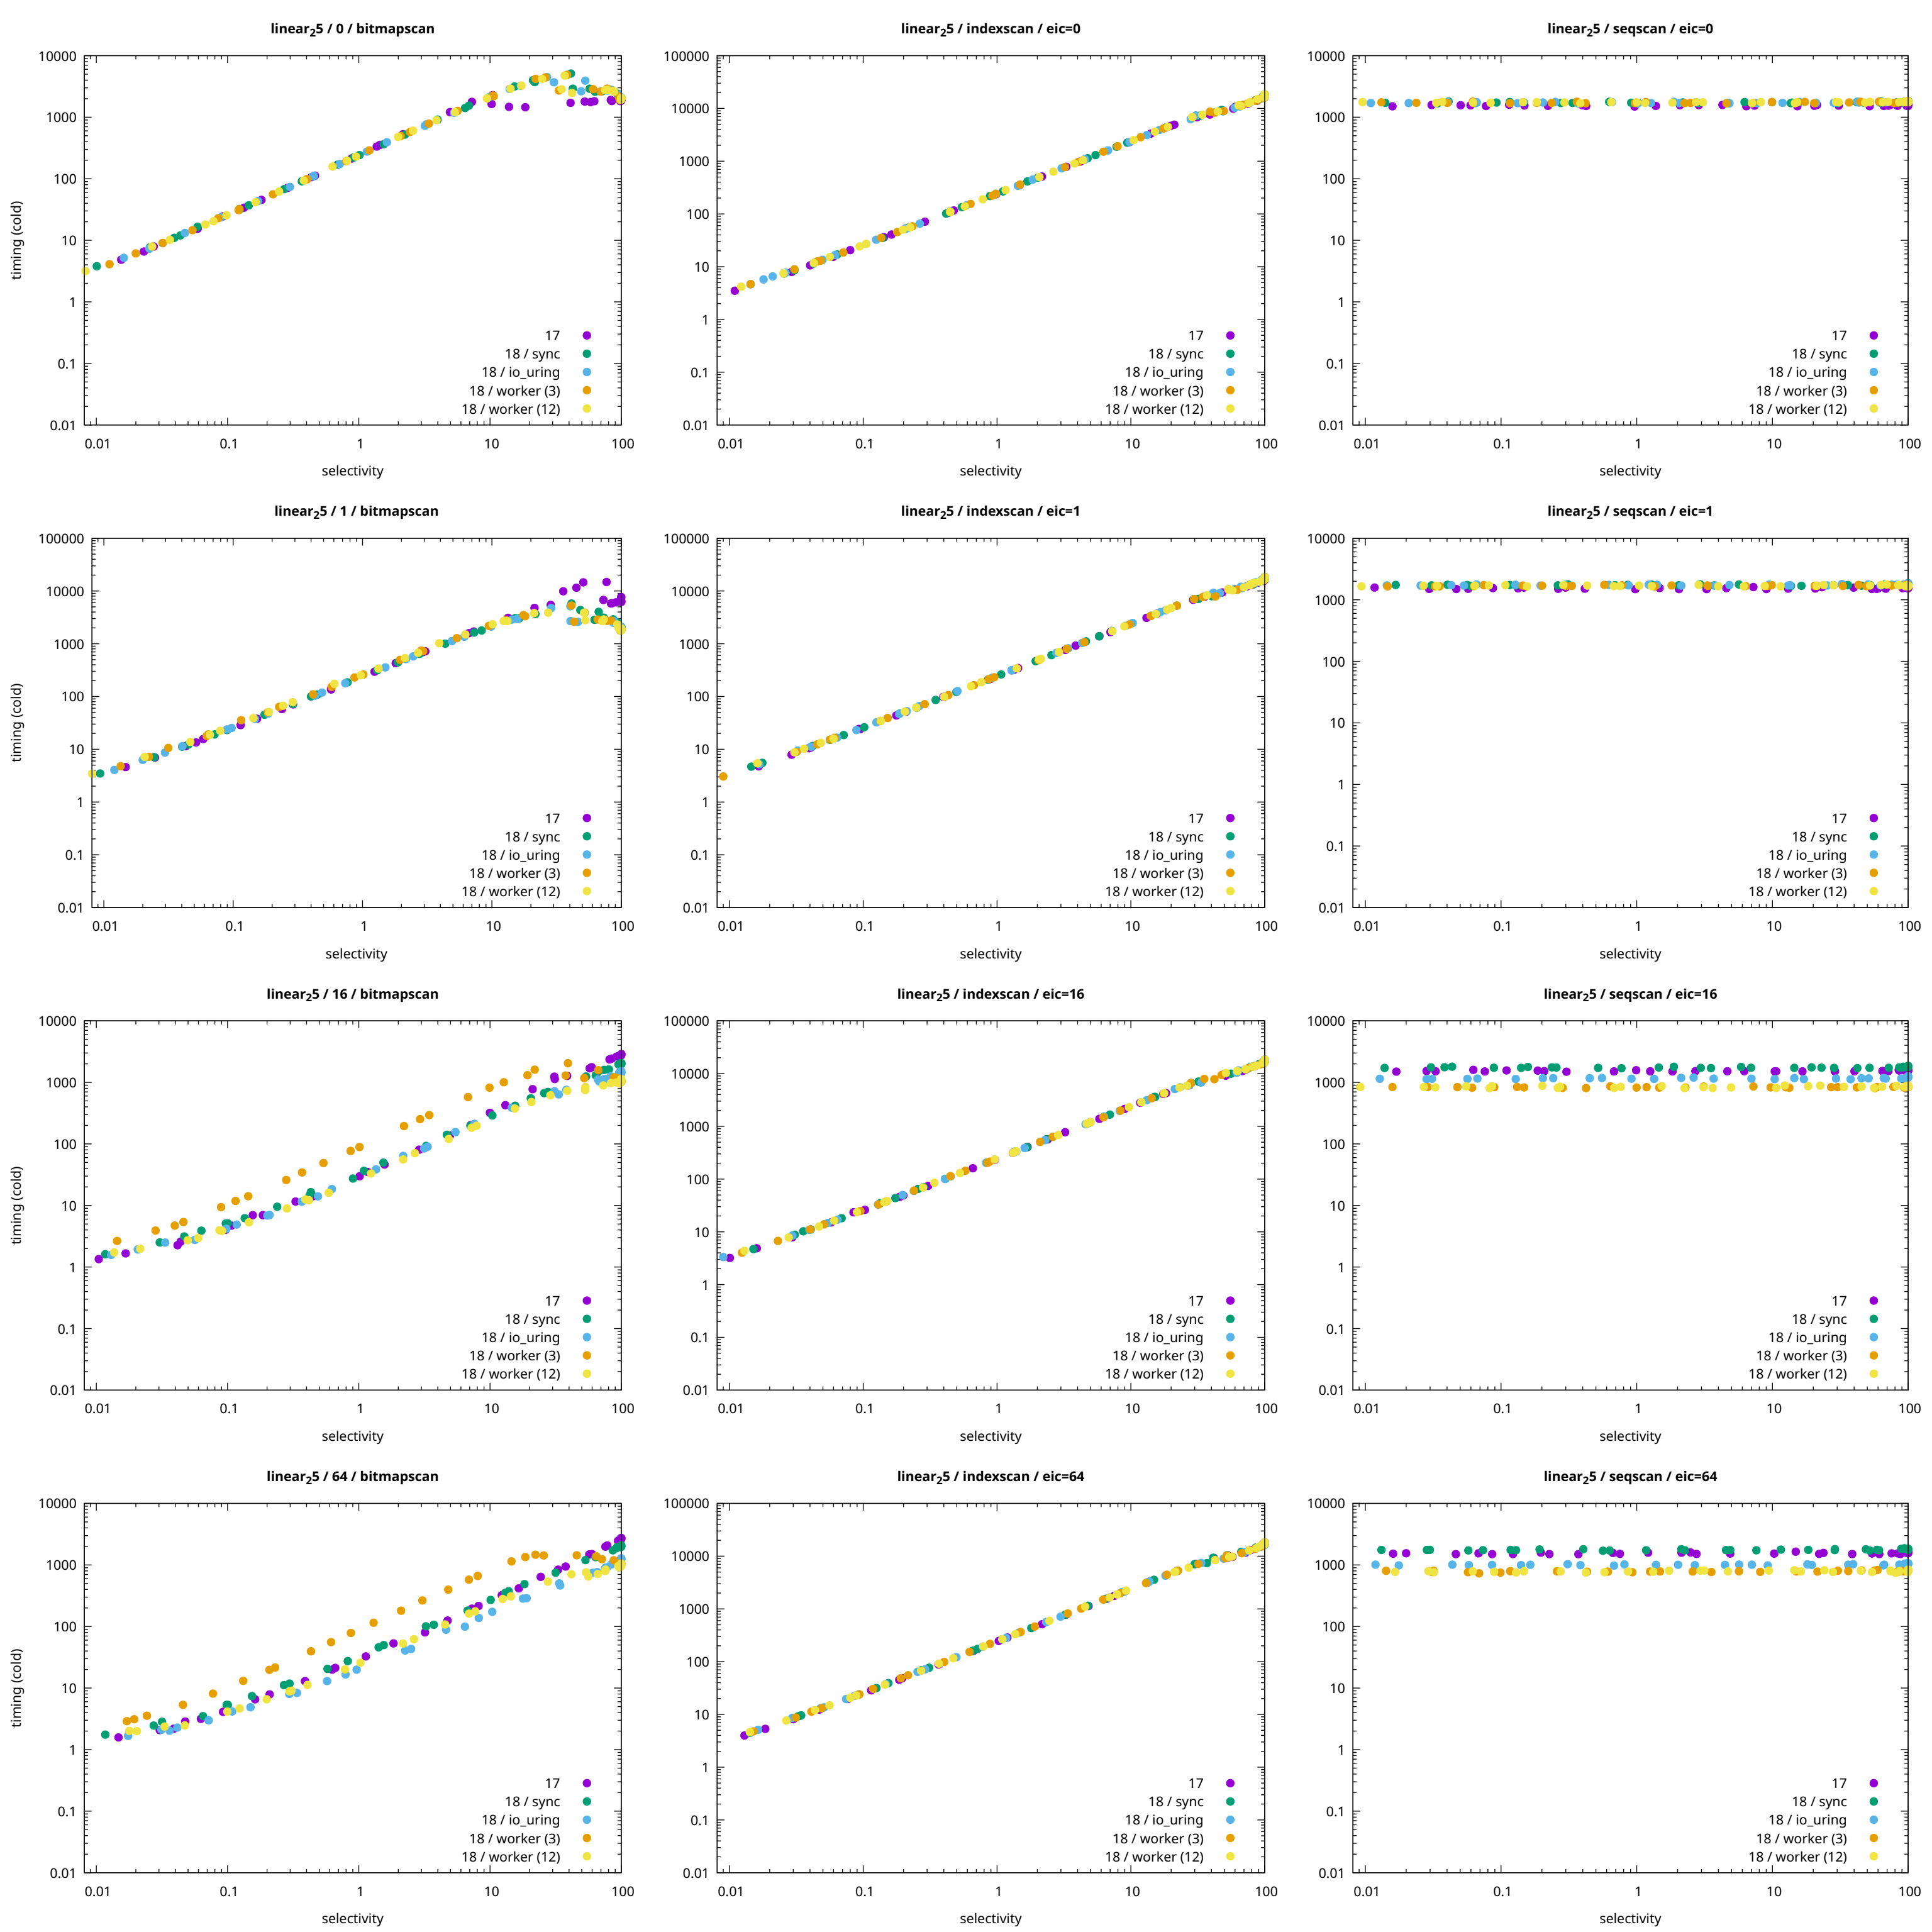 linear₂5 / 0 / bitmapscan
timing (cold)
10000
1000
100
10
1
0.1
0.01
17
18 / sync
18 / io_uring
18 / worker (3)
18 / worker (12)
0.01 0.1 1 10 100
selectivity
linear₂5 / indexscan / eic=0
100000
10000
1000
100
10
1
0.1
0.01
17
18 / sync
18 / io_uring
18 / worker (3)
18 / worker (12)
0.01 0.1 1 10 100
selectivity
linear₂5 / seqscan / eic=0
10000
1000
100
10
1
0.1
0.01
17
18 / sync
18 / io_uring
18 / worker (3)
18 / worker (12)
0.01 0.1 1 10 100
selectivity
linear₂5 / 1 / bitmapscan
timing (cold)
100000
10000
1000
100
10
1
0.1
0.01
17
18 / sync
18 / io_uring
18 / worker (3)
18 / worker (12)
0.01 0.1 1 10 100
selectivity
linear₂5 / indexscan / eic=1
100000
10000
1000
100
10
1
0.1
0.01
17
18 / sync
18 / io_uring
18 / worker (3)
18 / worker (12)
0.01 0.1 1 10 100
selectivity
linear₂5 / seqscan / eic=1
10000
1000
100
10
1
0.1
0.01
17
18 / sync
18 / io_uring
18 / worker (3)
18 / worker (12)
0.01 0.1 1 10 100
selectivity
linear₂5 / 16 / bitmapscan
timing (cold)
10000
1000
100
10
1
0.1
0.01
17
18 / sync
18 / io_uring
18 / worker (3)
18 / worker (12)
0.01 0.1 1 10 100
selectivity
linear₂5 / indexscan / eic=16
100000
10000
1000
100
10
1
0.1
0.01
17
18 / sync
18 / io_uring
18 / worker (3)
18 / worker (12)
0.01 0.1 1 10 100
selectivity
linear₂5 / seqscan / eic=16
10000
1000
100
10
1
0.1
0.01
17
18 / sync
18 / io_uring
18 / worker (3)
18 / worker (12)
0.01 0.1 1 10 100
selectivity
linear₂5 / 64 / bitmapscan
timing (cold)
10000
1000
100
10
1
0.1
0.01
17
18 / sync
18 / io_uring
18 / worker (3)
18 / worker (12)
0.01 0.1 1 10 100
selectivity
linear₂5 / indexscan / eic=64
100000
10000
1000
100
10
1
0.1
0.01
17
18 / sync
18 / io_uring
18 / worker (3)
18 / worker (12)
0.01 0.1 1 10 100
selectivity
linear₂5 / seqscan / eic=64
10000
1000
100
10
1
0.1
0.01
17
18 / sync
18 / io_uring
18 / worker (3)
18 / worker (12)
0.01 0.1 1 10 100
selectivity